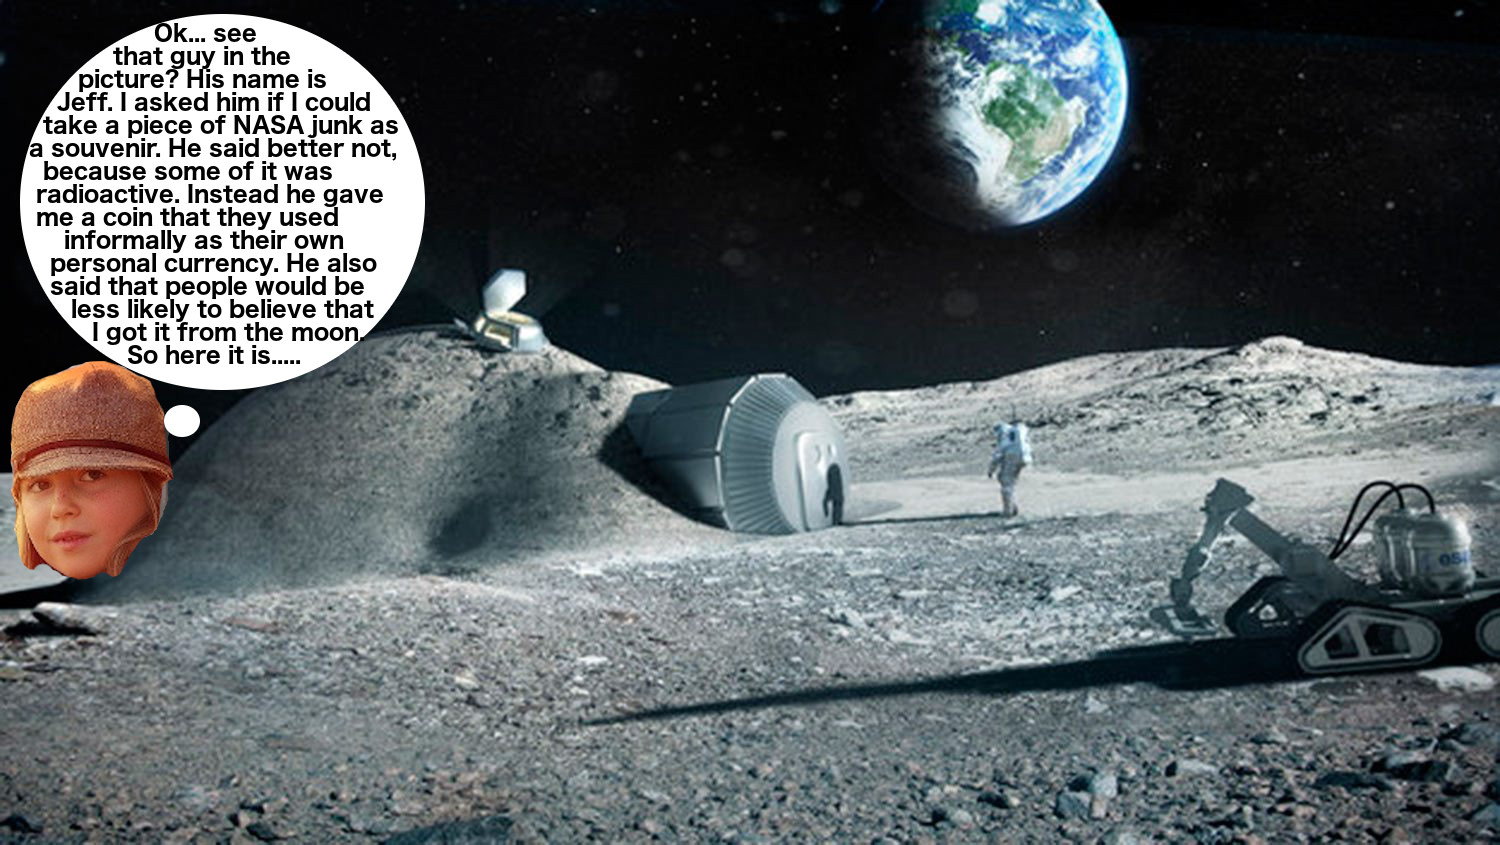 Ok... see
that guy in the
picture? His name is
Jeff. I asked him if I could
take a piece of NASA junk as
a souvenir. He said better not,
because some of it was
radioactive. Instead he gave
me a coin that they used
informally as their own
personal currency. He also
said that people would be
less likely to believe that
I got it from the moon.
So here it is.....